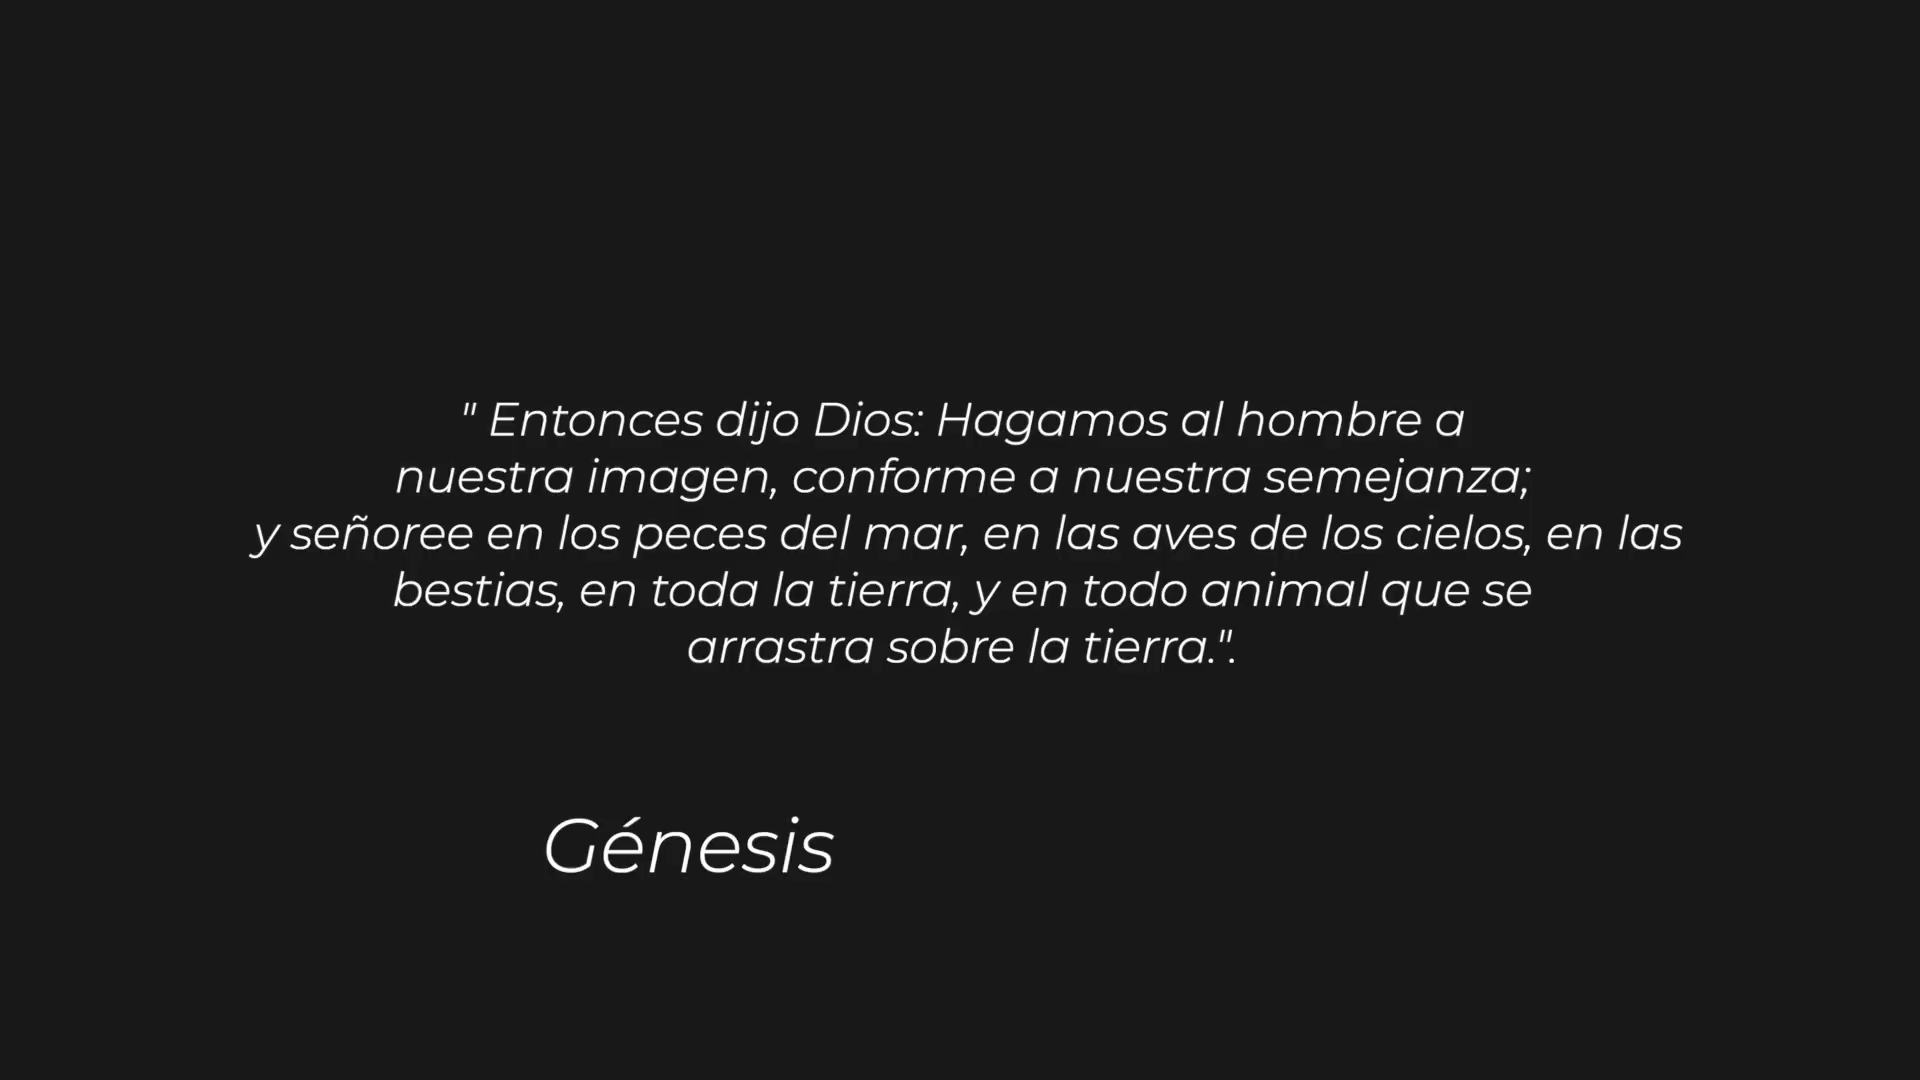 " Entonces dijo Dios: Hagamos al hombre a
nuestra imagen, conforme a nuestra semejanza;
y señoree en los peces del mar, en las aves de los cielos, en las
bestias, en toda la tierra, y en todo animal que se
arrastra sobre la tierra.".
Génesis